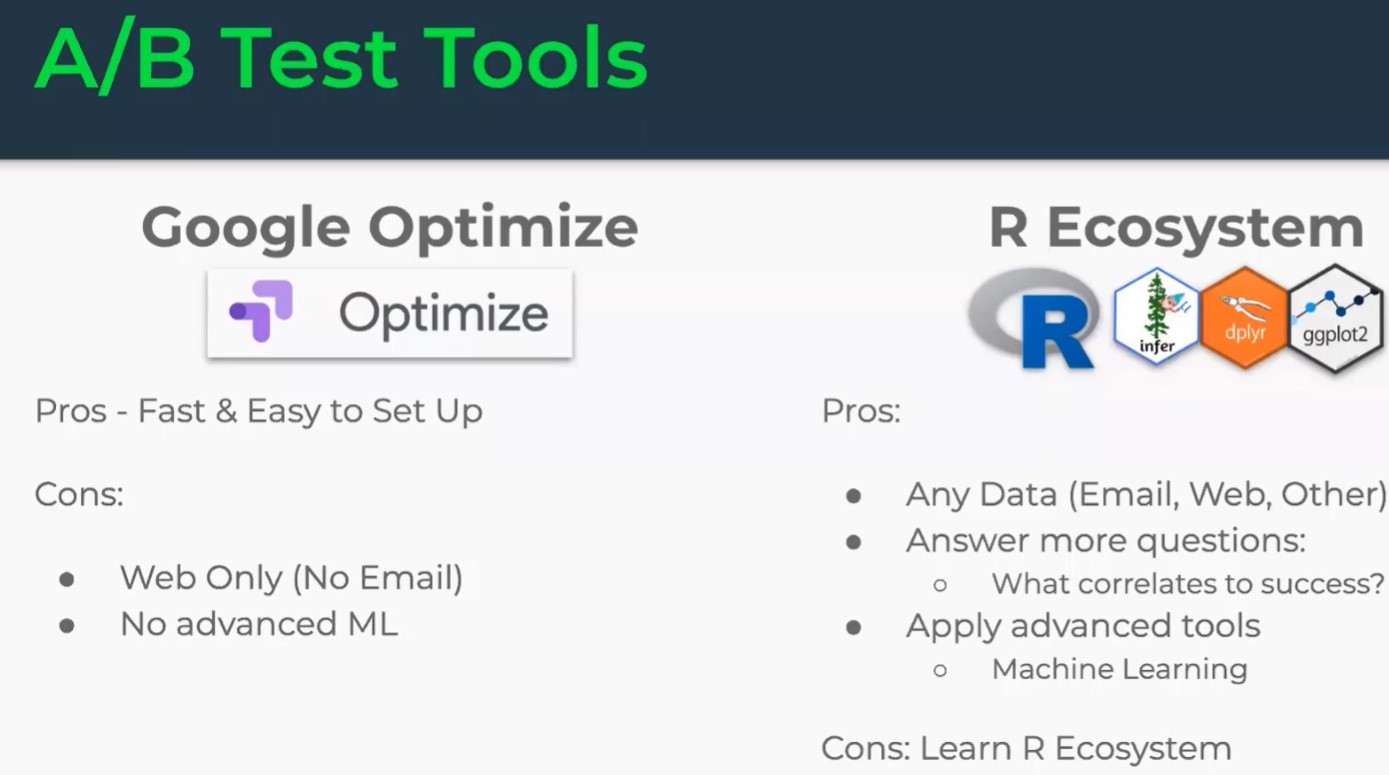 A/B Test Tools
Google Optimize
Optimize
Pros - Fast & Easy to Set Up
Cons:
● Web Only (No Email)
● No advanced ML
R Ecosystem
R
infer
dplyr
ggplot2
Pros:
● Any Data (Email, Web, Other)
● Answer more questions:
○ What correlates to success?
● Apply advanced tools
○ Machine Learning
Cons: Learn R Ecosystem